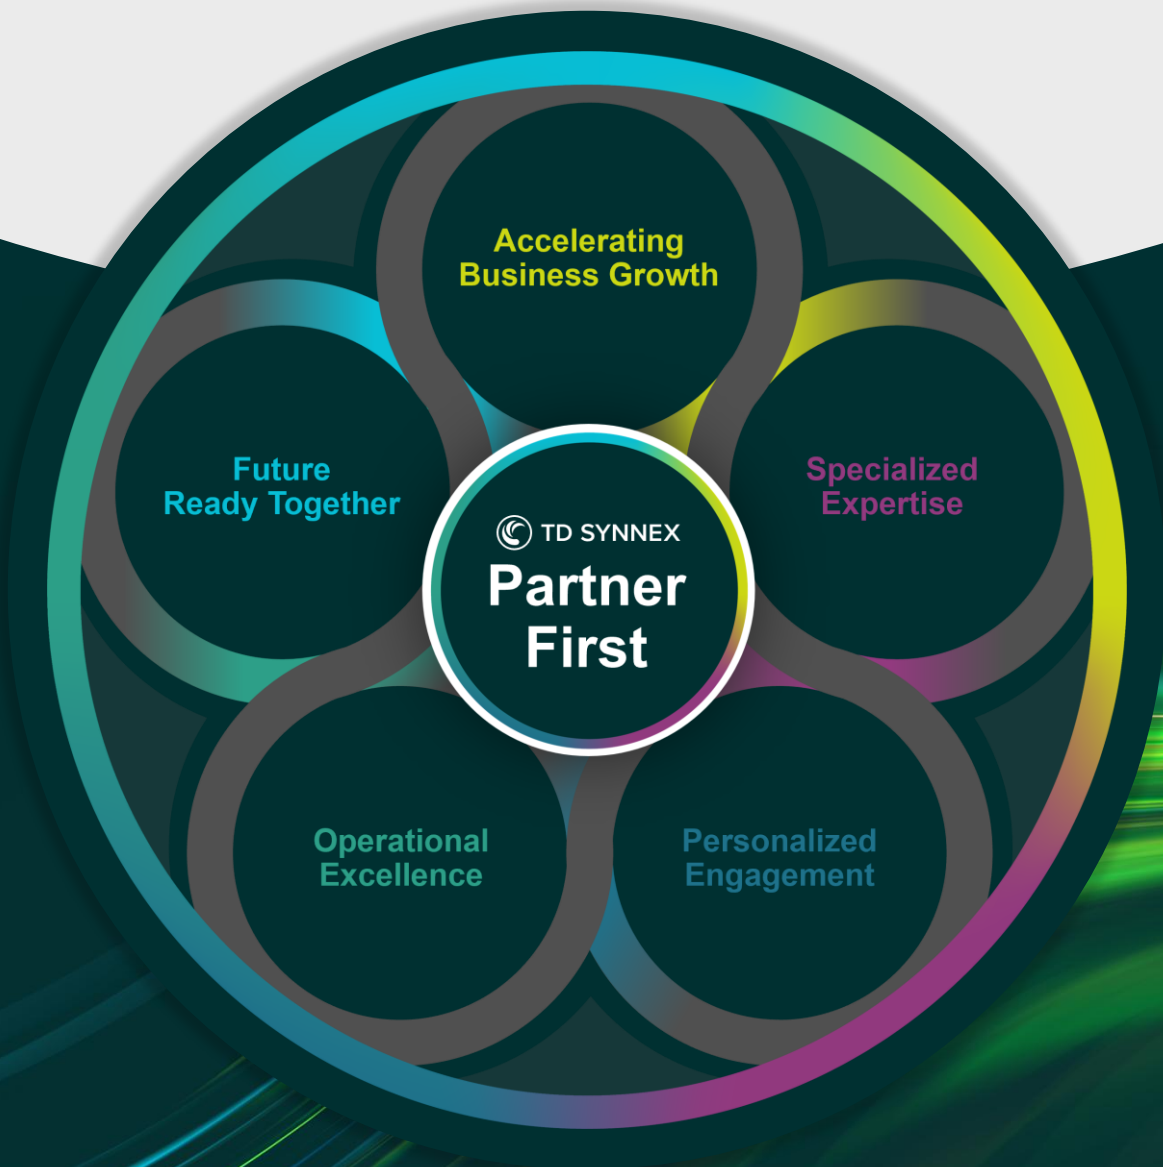 Accelerating
Business Growth
Future
Ready Together
Specialized
Expertise
TD SYNNEX
Partner
First
Operational
Excellence
Personalized
Engagement